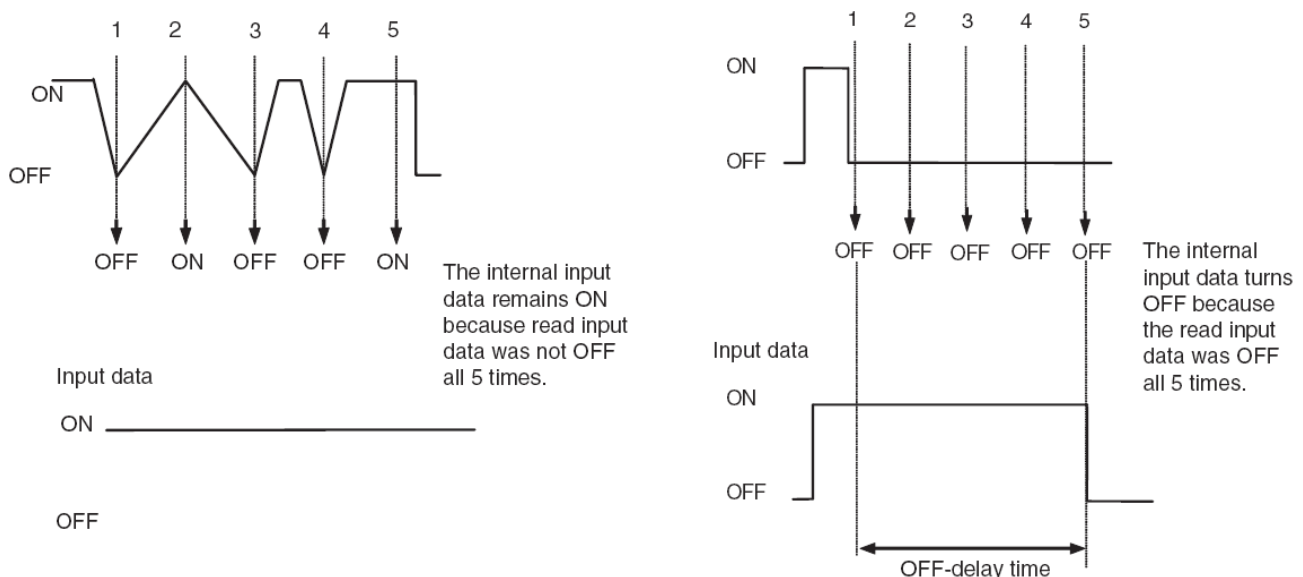 1 2 3 4 5
ON
OFF
OFF ON OFF OFF ON
The internal input
data remains ON
because read input
data was not OFF
all 5 times.
Input data
ON
OFF
1 2 3 4 5
ON
OFF
OFF OFF OFF OFF OFF
The internal
input data turns
OFF because
the read input
data was OFF
all 5 times.
Input data
ON
OFF
OFF-delay time